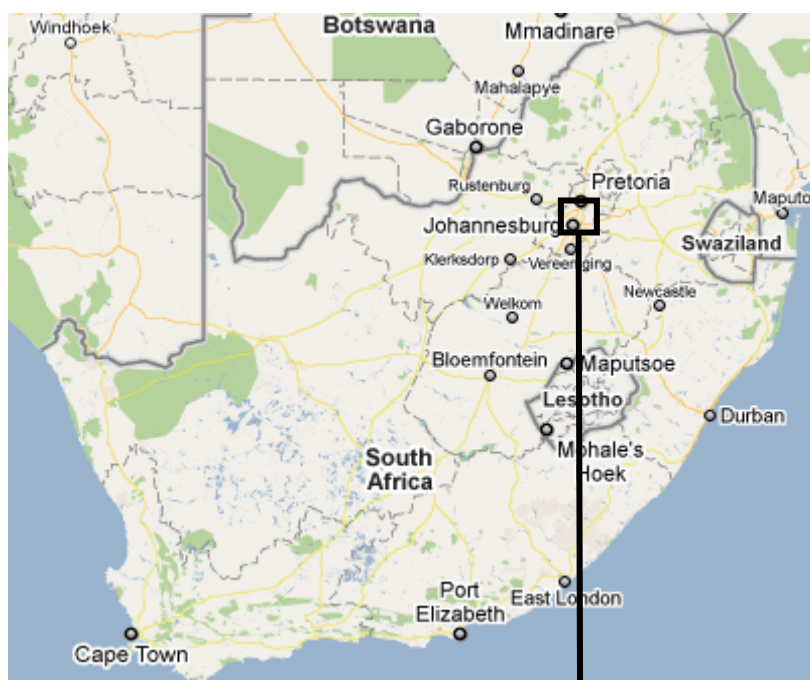 Windhoek
Botswana
Mmadinare
Mahalapye
Gaborone
Rustenburg
Pretoria
Maputo
Johannesburg
Swaziland
Klerksdorp
Vereeniging
Welkom
Newcastle
Bloemfontein
Maputsoe
Lesotho
Durban
Mohale's
Hoek
South
Africa
Port
Elizabeth
East London
Cape Town